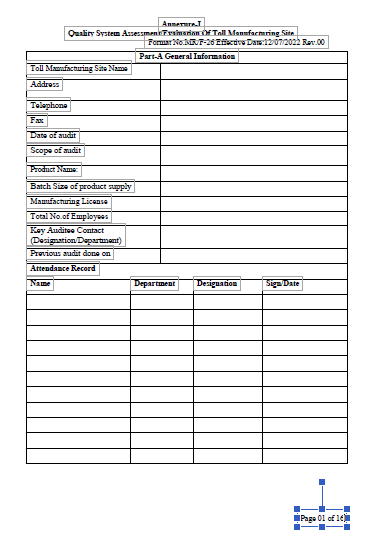 Annexure-I
Quality System Assessment/Evaluation Of Toll Manufacturing Site
Format No:MR/F-26 Effective Date:12/07/2022 Rev.00
Part-A General Information
Toll Manufacturing Site Name
Address
Telephone
Fax
Date of audit
Scope of audit
Product Name:
Batch Size of product supply
Manufacturing License
Total No.of Employees
Key Auditee Contact
(Designation/Department)
Previous audit done on
Attendance Record
Name Department Designation Sign/Date
Page 01 of 16